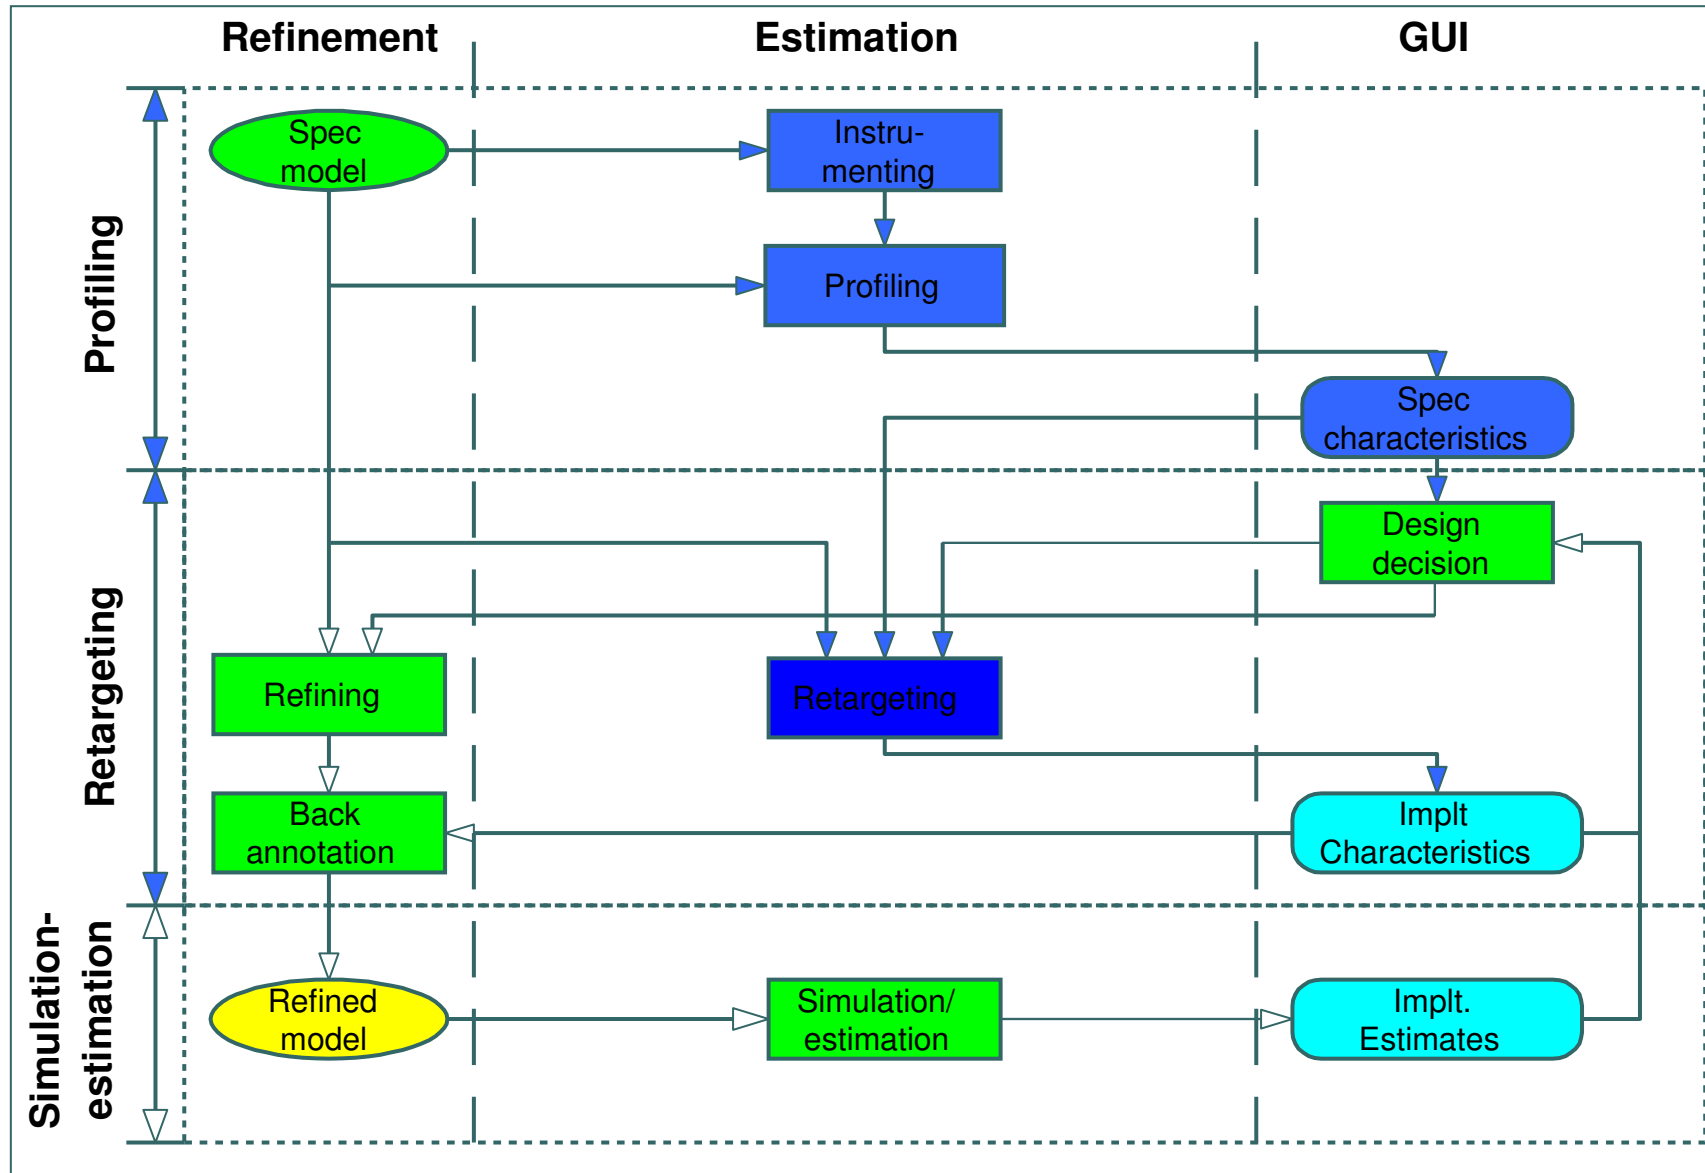 Refinement
Estimation
GUI
Profiling
Spec
model
Instru-
menting
Profiling
Spec
characteristics
Retargeting
Design
decision
Refining
Retargeting
Back
annotation
Implt
Characteristics
Simulation-
estimation
Refined
model
Simulation/
estimation
Implt.
Estimates